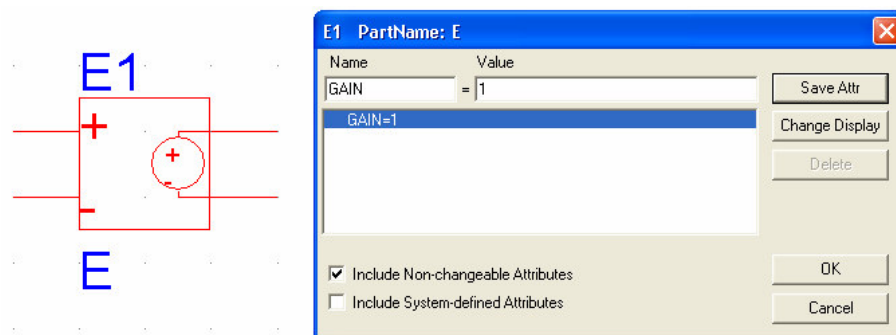 E1
+
+
-
-
E
E1 PartName: E
Name Value
GAIN = 1
GAIN=1
Save Attr
Change Display
Delete
Include Non-changeable Attributes
Include System-defined Attributes
OK
Cancel